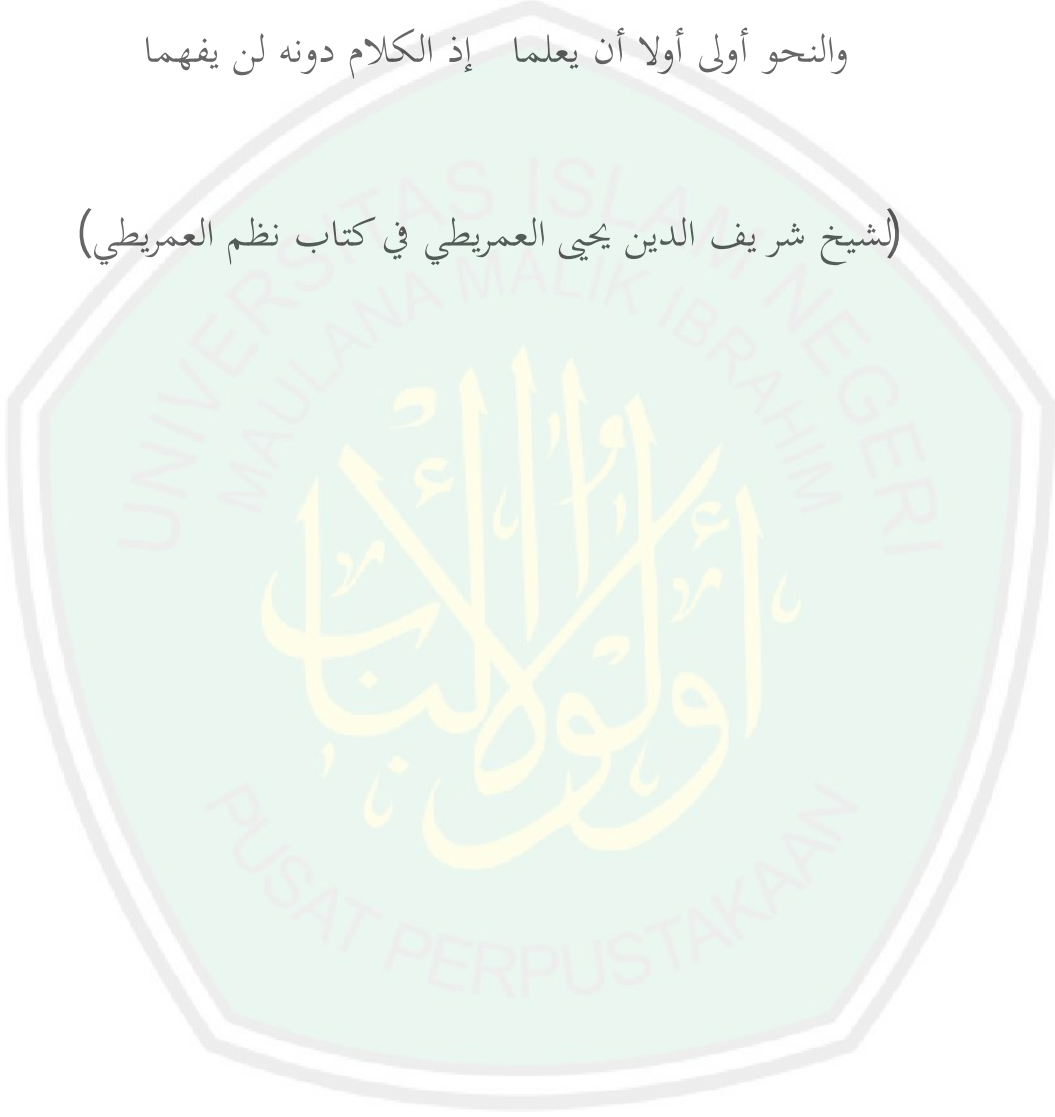 والنحو أولى أولا أن يعلما   إذ الكلام دونه لن يفهما
(لشيخ شر يف الدين يحيى العمريطي في كتاب نظم العمريطي)
UNIVERSITAS ISLAM NEGERI
MAULANA MALIK IBRAHIM
أولوا الألباب
PUSAT PERPUSTAKAAN